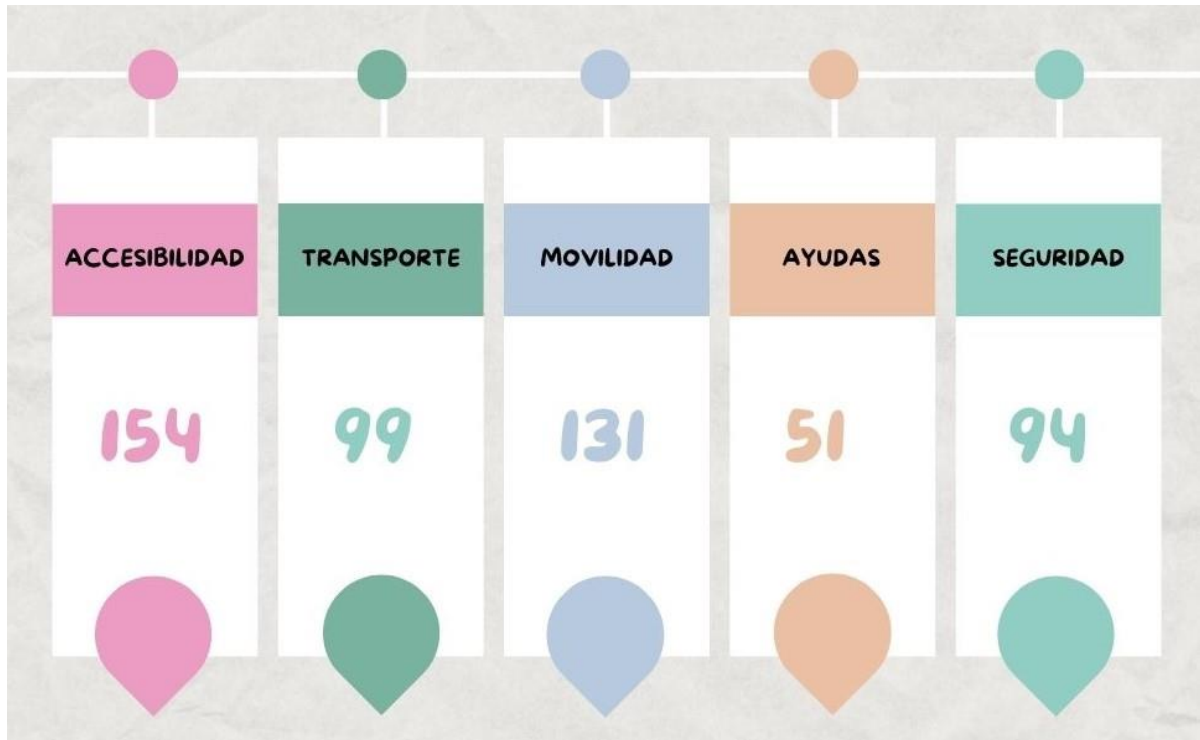 ACCESIBILIDAD
TRANSPORTE
MOVILIDAD
AYUDAS
SEGURIDAD
154
99
131
51
94